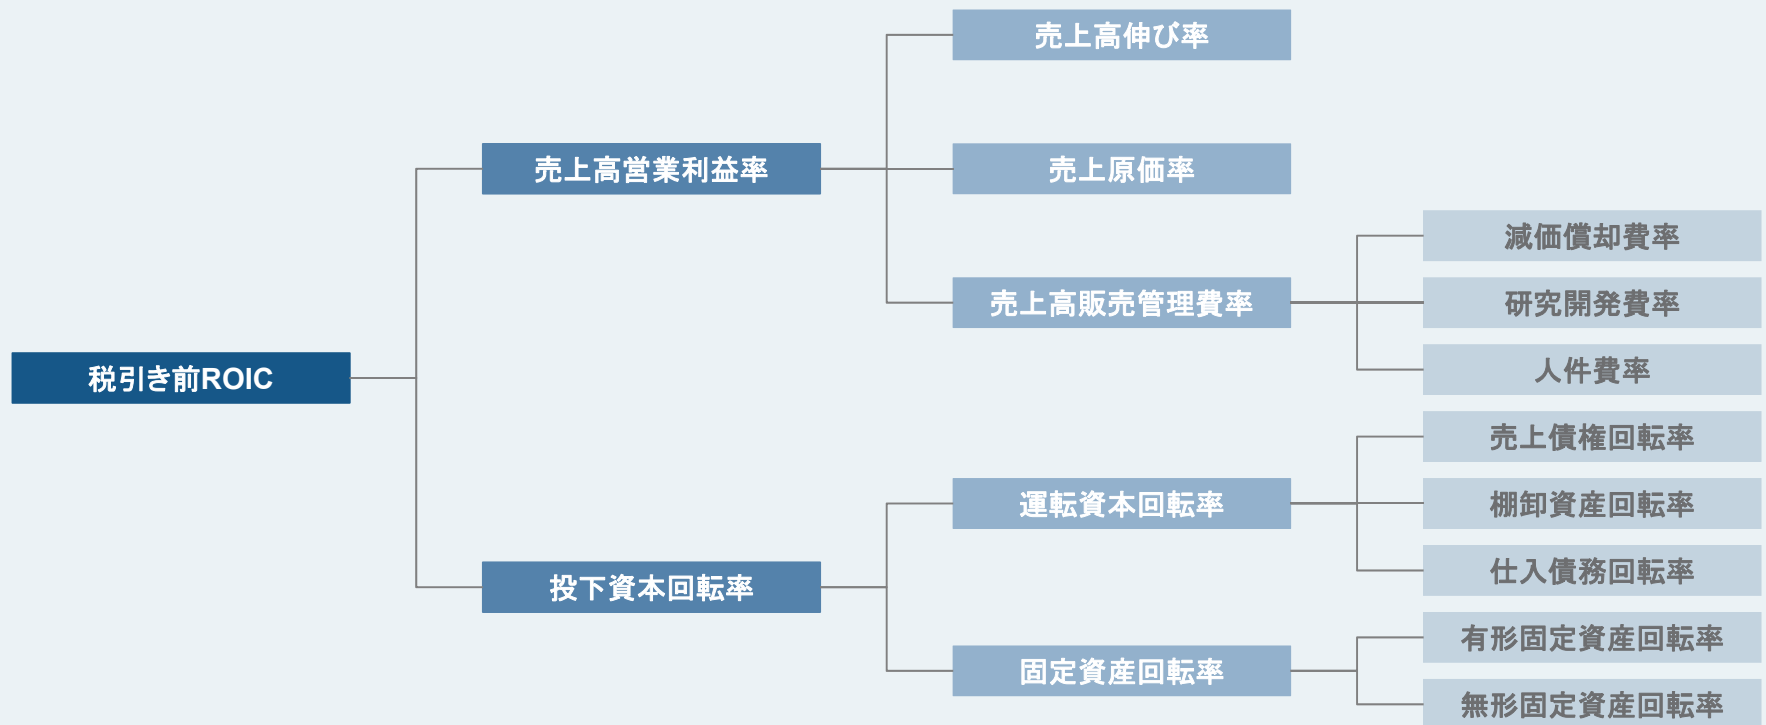 税引き前ROIC
売上高営業利益率
売上高伸び率
売上原価率
売上高販売管理費率
減価償却費率
研究開発費率
人件費率
投下資本回転率
運転資本回転率
売上債権回転率
棚卸資産回転率
仕入債務回転率
固定資産回転率
有形固定資産回転率
無形固定資産回転率